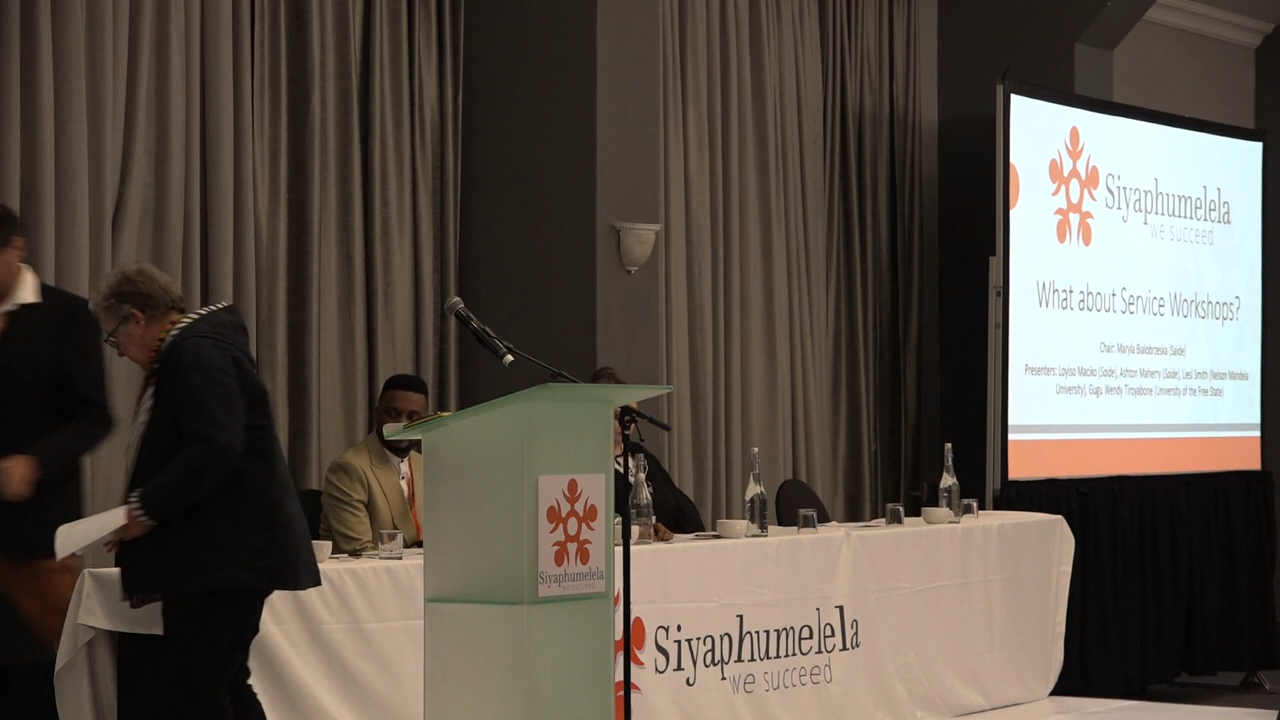 Siyaphumelela
we succeed
What about Service Workshops?
Chair: Maryla Bialobrzeska (Saide)
Presenters: Loyiso Maciko (Saide), Ashton Maherry (Saide), Liesl Smith (Nelson Mandela
University), Gugu Wendy Tiroyabone (University of the Free State)
Siyaphumelela
we succeed
Siyaphumelela
we succeed